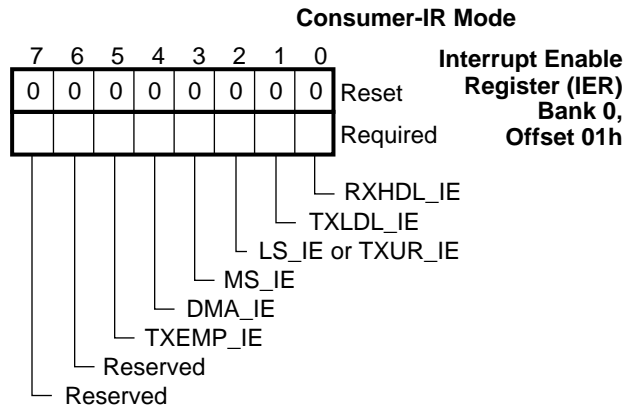 Consumer-IR Mode
7 6 5 4 3 2 1 0
Interrupt Enable
Register (IER)
Bank 0,
Offset 01h
0 0 0 0 0 0 0 0 Reset
Required
RXHDL_IE
TXLDL_IE
LS_IE or TXUR_IE
MS_IE
DMA_IE
TXEMP_IE
Reserved
Reserved